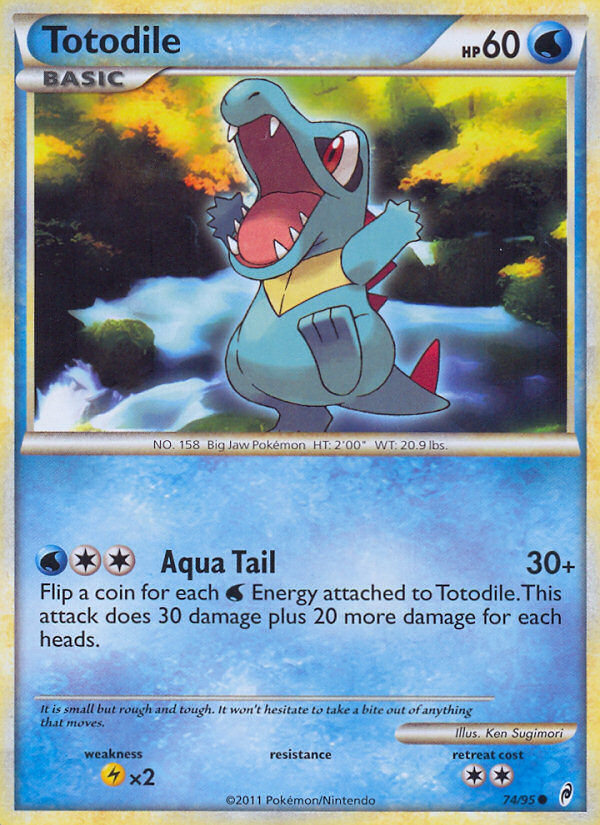 Totodile
HP60
BASIC
NO. 158 Big Jaw Pokémon HT: 2'00" WT: 20.9 lbs.
Aqua Tail 30+
Flip a coin for each Energy attached to Totodile. This
attack does 30 damage plus 20 more damage for each
heads.
It is small but rough and tough. It won't hesitate to take a bite out of anything
that moves.
Illus. Ken Sugimori
weakness resistance retreat cost
×2
©2011 Pokémon/Nintendo
74/95